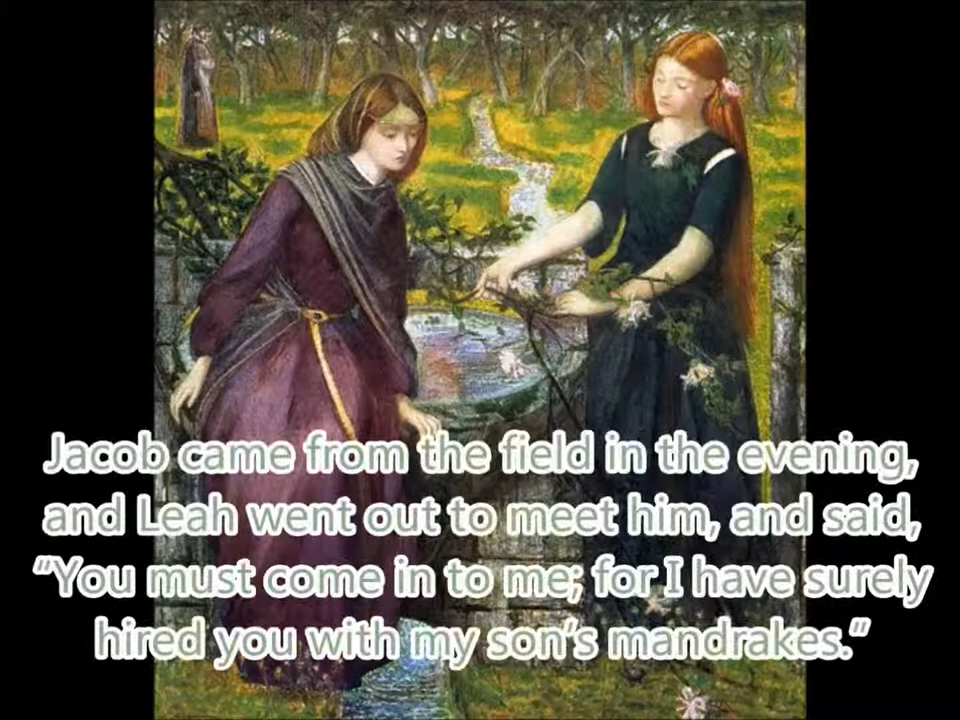 Jacob came from the field in the evening,
and Leah went out to meet him, and said,
"You must come in to me; for I have surely
hired you with my son's mandrakes."